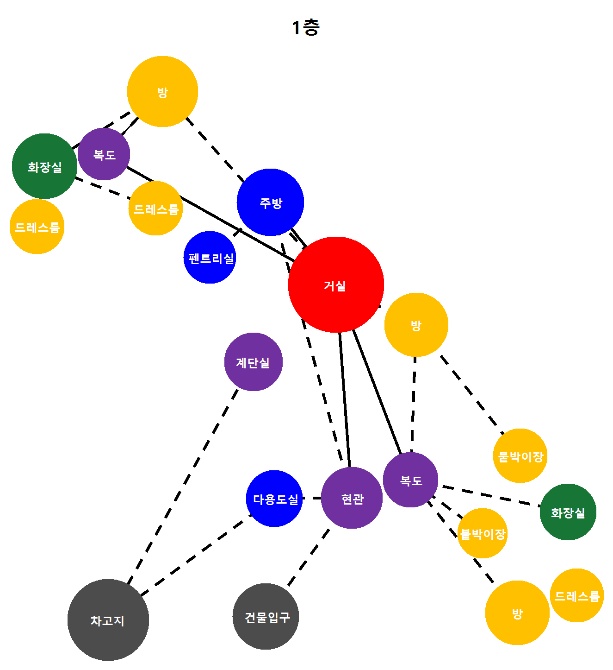 1층
방
복도
화장실
드레스룸
드레스룸
주방
펜트리실
거실
방
계단실
붙박이장
복도
다용도실
현관
화장실
붙박이장
드레스룸
방
건물입구
차고지